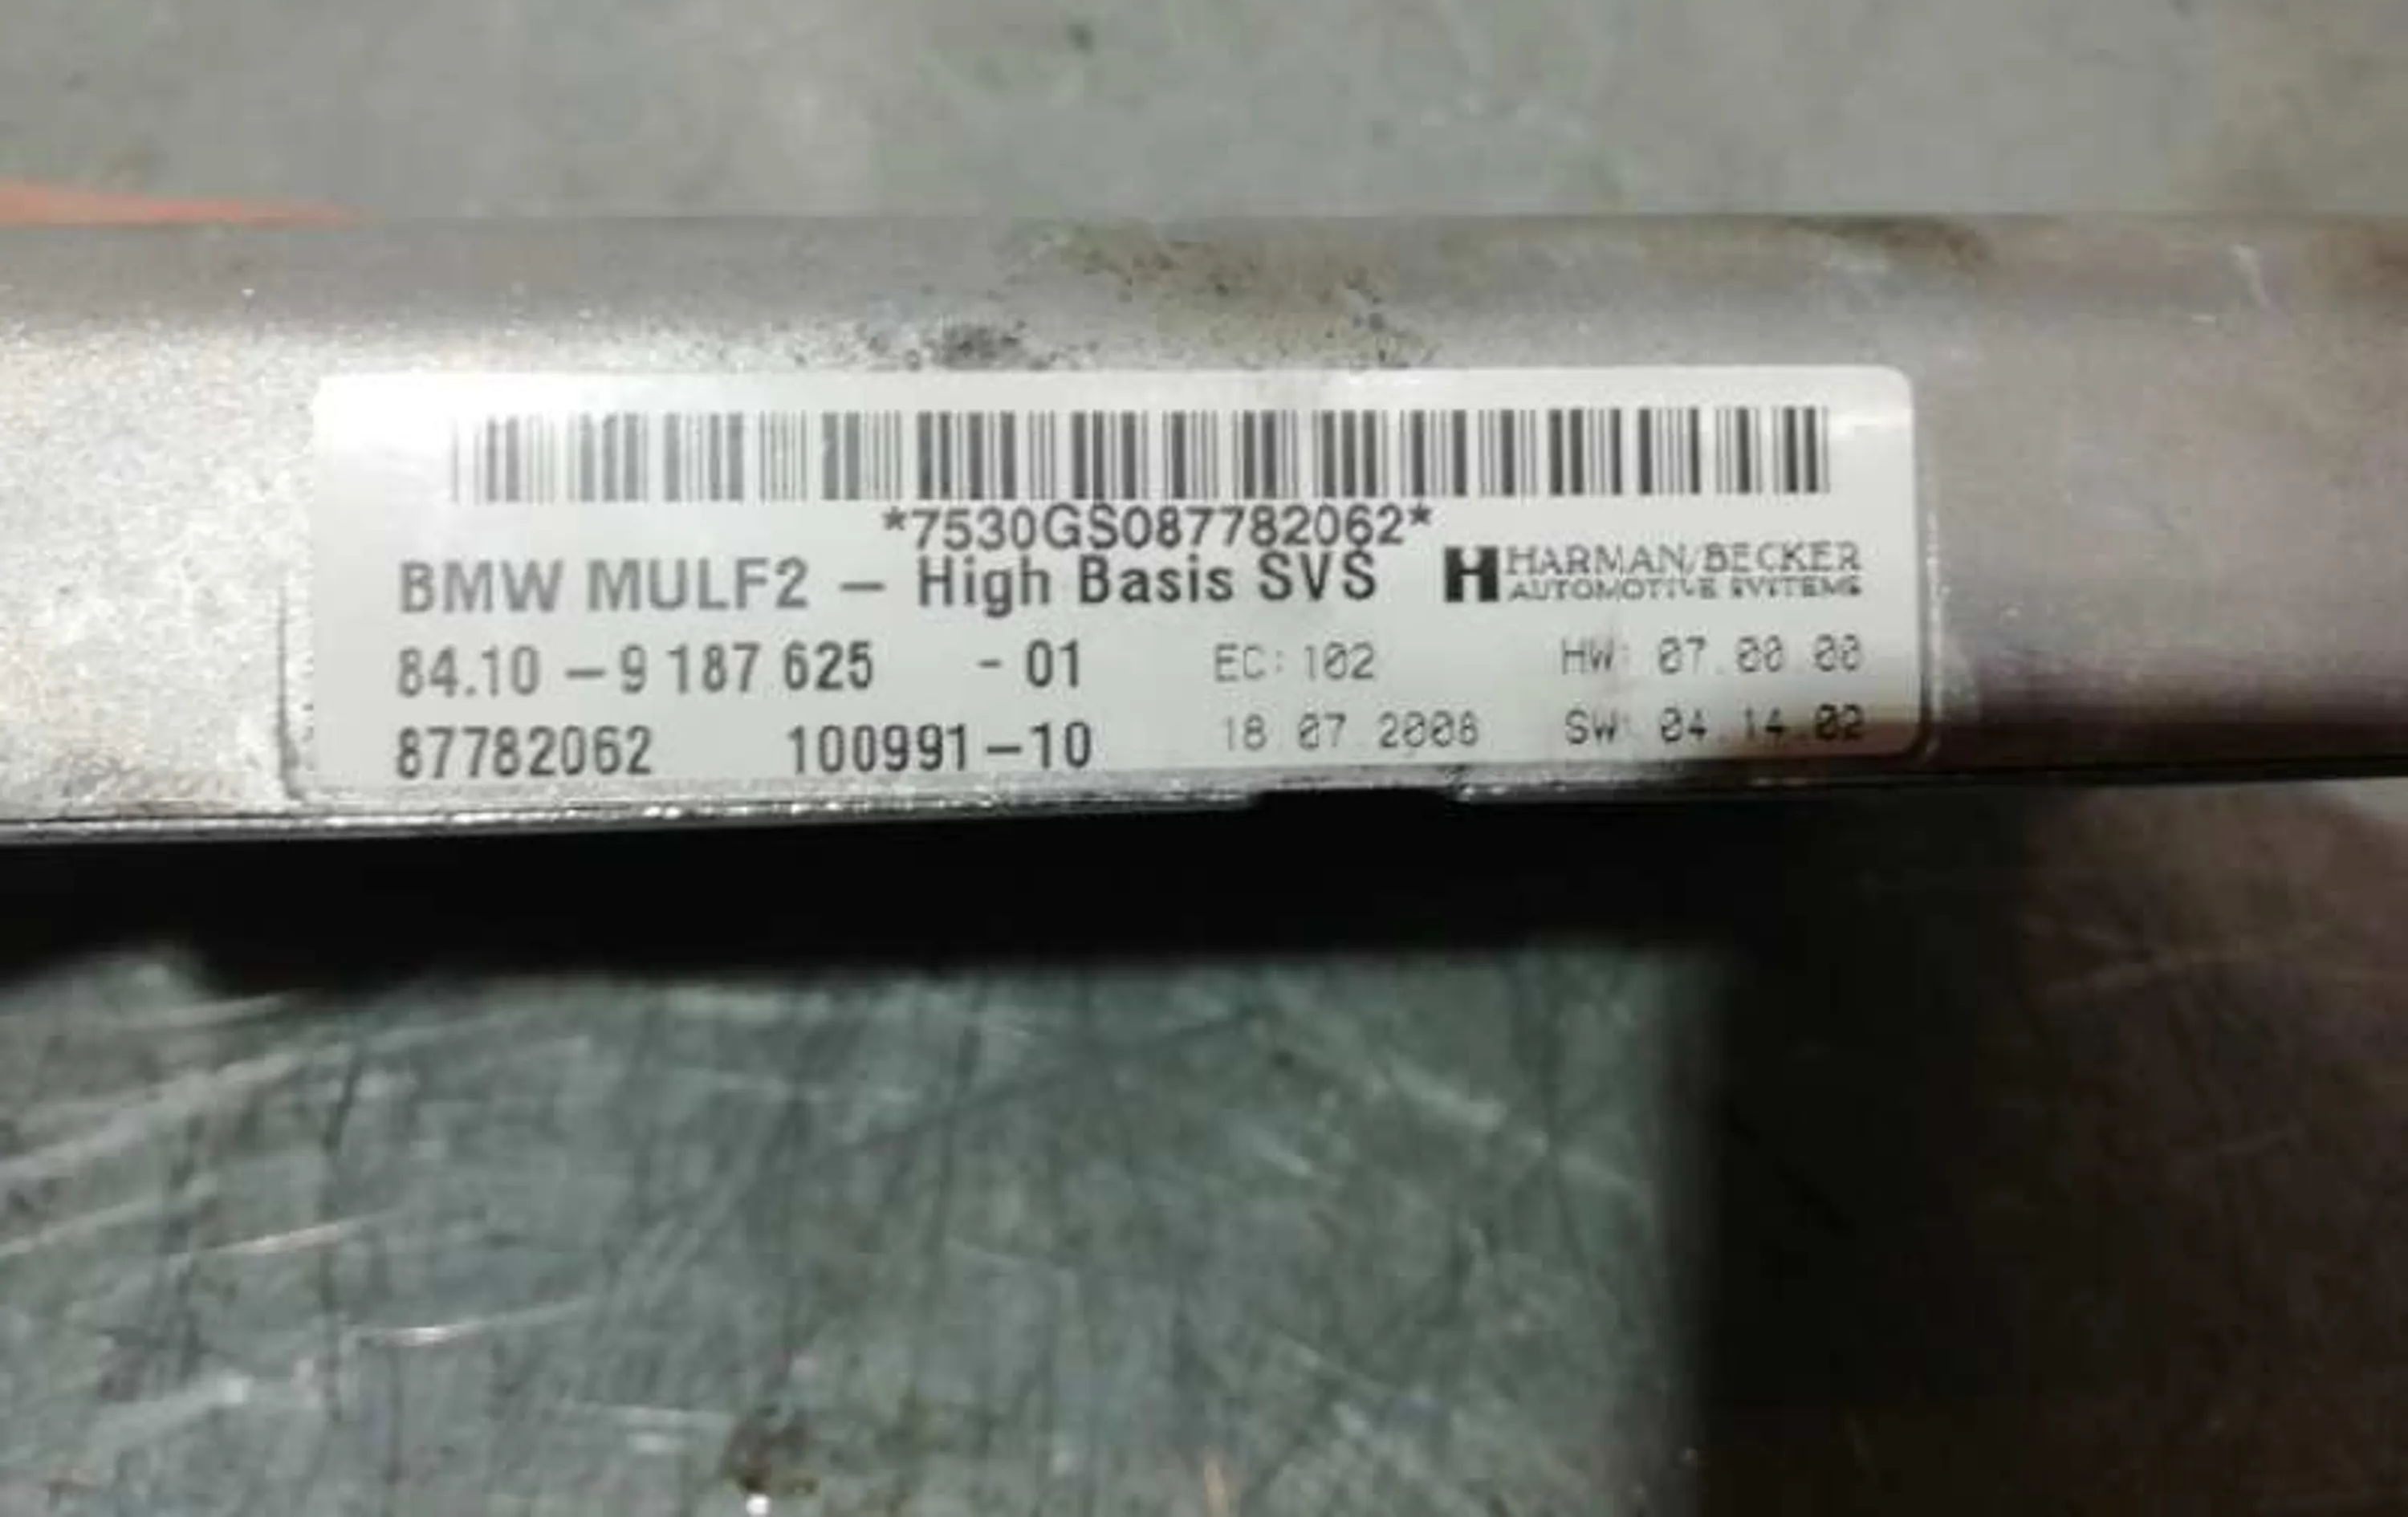 *7530GS087782062*
BMW MULF2 – High Basis SVS
HARMAN/BECKER
AUTOMOTIVE SYSTEMS
84.10 – 9 187 625 - 01 EC: 102 HW: 07.00.00
87782062 100991–10 18 07 2008 SW: 04.14.02